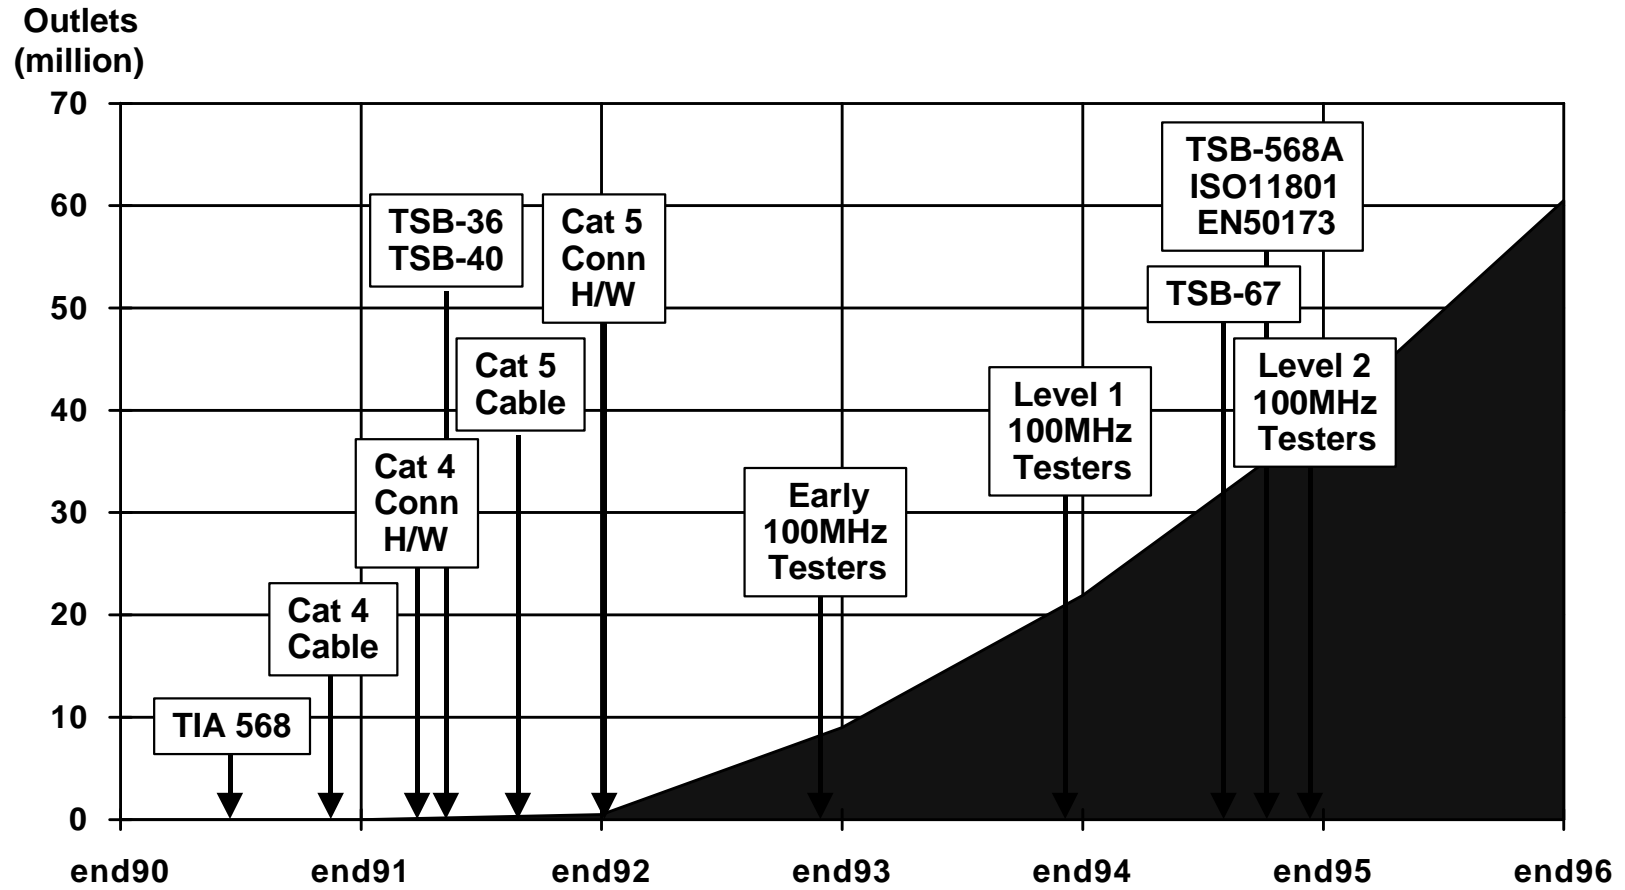 Outlets
(million)
70
60
50
40
30
20
10
0
TIA 568
Cat 4
Cable
Cat 4
Conn
H/W
TSB-36
TSB-40
Cat 5
Cable
Cat 5
Conn
H/W
Early
100MHz
Testers
Level 1
100MHz
Testers
TSB-67
TSB-568A
ISO11801
EN50173
Level 2
100MHz
Testers
end90 end91 end92 end93 end94 end95 end96